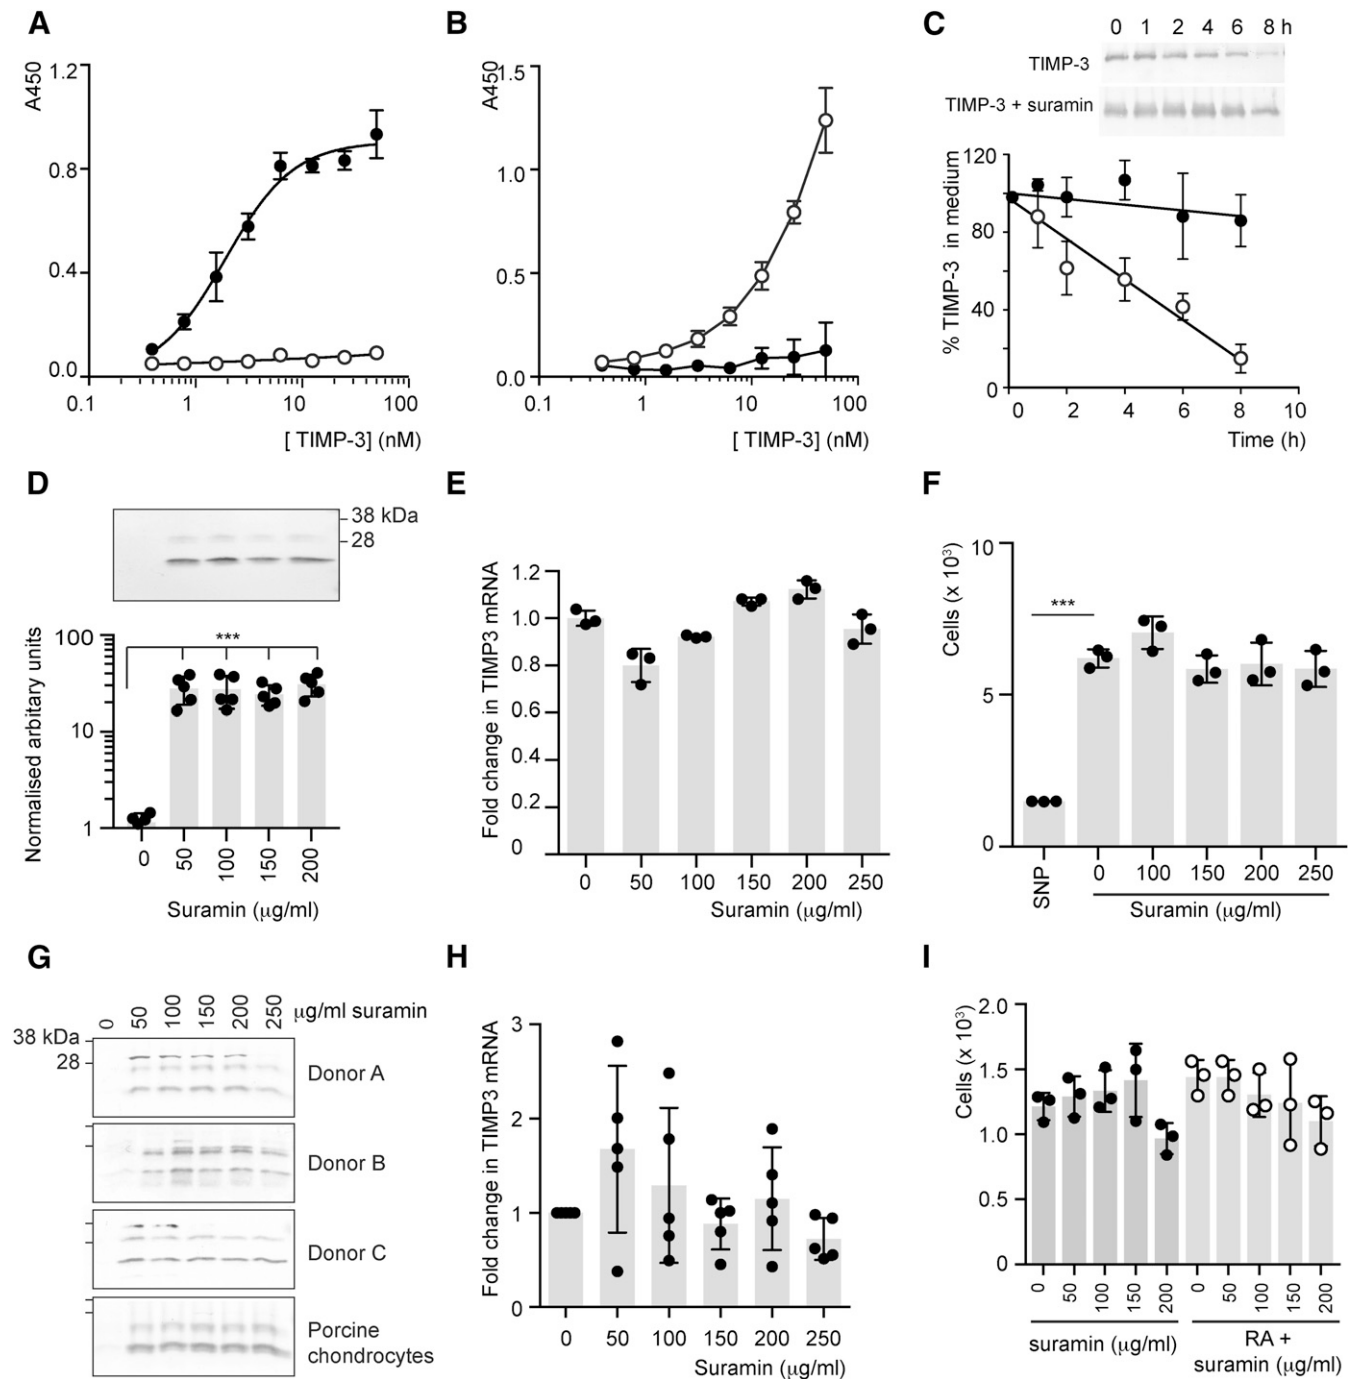 A
A450
1.2
0.8
0.4
0.0
0.1 1 10 100
[ TIMP-3] (nM)
B
A450
1.5
1.0
0.5
0.0
0.1 1 10 100
[ TIMP-3] (nM)
C
0 1 2 4 6 8 h
TIMP-3
TIMP-3 + suramin
% TIMP-3 in medium
120
80
40
0
0 2 4 6 8 10
Time (h)
D
38 kDa
28
Normalised arbitary units
100
10
1
***
0 50 100 150 200
Suramin (μg/ml)
E
Fold change in TIMP3 mRNA
1.2
1.0
0.8
0.6
0.4
0.2
0
0 50 100 150 200 250
Suramin (μg/ml)
F
Cells (x 10³)
10
5
0
***
SNP 0 100 150 200 250
Suramin (μg/ml)
G
0 50 100 150 200 250 μg/ml suramin
38 kDa
28
Donor A
Donor B
Donor C
Porcine
chondrocytes
H
Fold change in TIMP3 mRNA
3
2
1
0
0 50 100 150 200 250
Suramin (μg/ml)
I
Cells (x 10³)
2.0
1.5
1.0
0.5
0
0 50 100 150 200 0 50 100 150 200
suramin (μg/ml)
RA +
suramin (μg/ml)